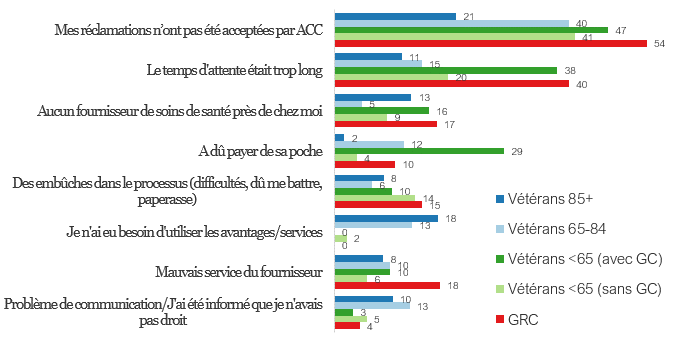 Mes réclamations n’ont pas été acceptées par ACC
21
40
47
41
54
Le temps d'attente était trop long
11
15
38
20
40
Aucun fournisseur de soins de santé près de chez moi
13
5
16
9
17
A dû payer de sa poche
2
12
29
4
10
Des embûches dans le processus (difficultés, dû me battre,
paperasse)
8
6
10
14
15
Je n'ai eu besoin d'utiliser les avantages/services
18
13
0
2
0
Mauvais service du fournisseur
8
10
10
6
18
Problème de communication/J'ai été informé que je n'avais
pas droit
10
13
3
5
4
Vétérans 85+
Vétérans 65-84
Vétérans <65 (avec GC)
Vétérans <65 (sans GC)
GRC